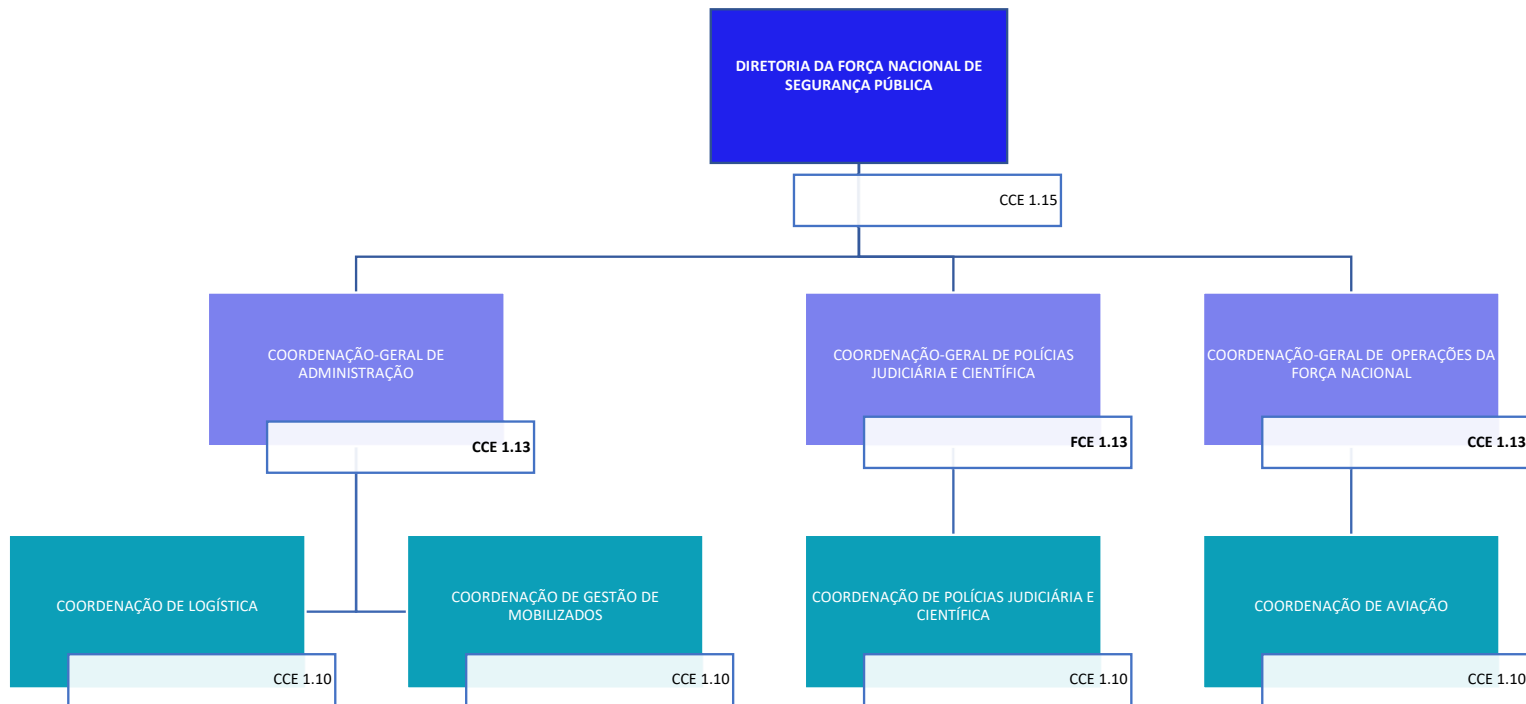 DIRETORIA DA FORÇA NACIONAL DE
SEGURANÇA PÚBLICA
CCE 1.15
COORDENAÇÃO-GERAL DE
ADMINISTRAÇÃO
CCE 1.13
COORDENAÇÃO-GERAL DE POLÍCIAS
JUDICIÁRIA E CIENTÍFICA
FCE 1.13
COORDENAÇÃO-GERAL DE  OPERAÇÕES DA
FORÇA NACIONAL
CCE 1.13
COORDENAÇÃO DE LOGÍSTICA
CCE 1.10
COORDENAÇÃO DE GESTÃO DE
MOBILIZADOS
CCE 1.10
COORDENAÇÃO DE POLÍCIAS JUDICIÁRIA E
CIENTÍFICA
CCE 1.10
COORDENAÇÃO DE AVIAÇÃO
CCE 1.10